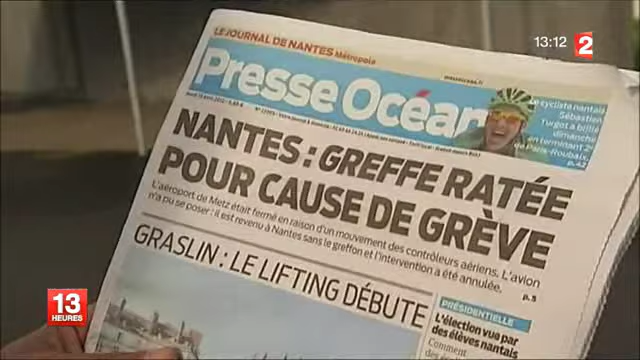 13:12 2
LE JOURNAL DE NANTES Métropole
Presse Océan
Le cycliste nantais
Sébastien
Turgot a brillé
dimanche
en terminant 2e
de Paris-Roubaix.
NANTES : GREFFE RATÉE
POUR CAUSE DE GRÈVE
L'aéroport de Metz était fermé en raison d'un mouvement des contrôleurs aériens. L'avion
n'a pu se poser : il est revenu à Nantes sans le greffon et l'intervention a été annulée.
GRASLIN : LE LIFTING DÉBUTE
PRÉSIDENTIELLE
L'élection vue par
des élèves nantais
Comment
13
HEURES